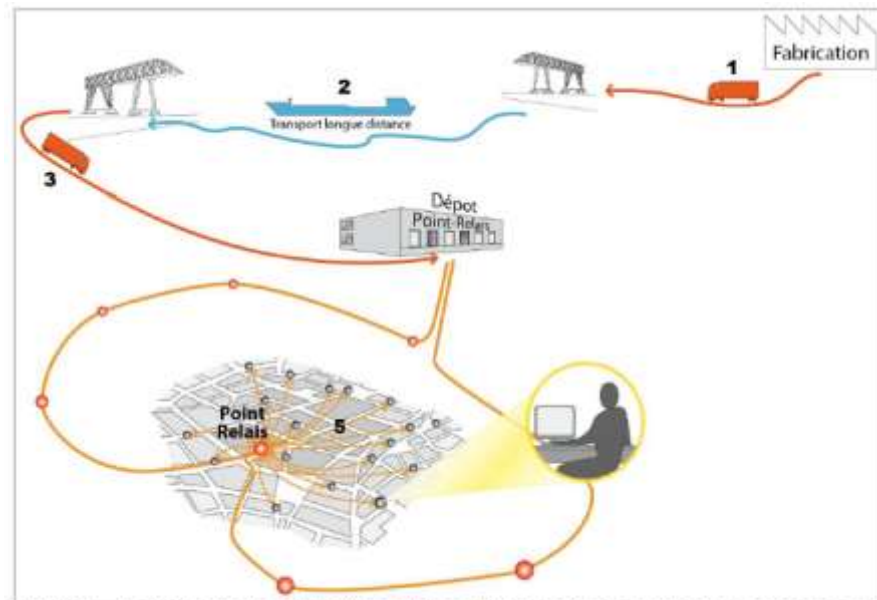 Fabrication
1
2
Transport longue distance
3
Dépot
Point-Relais
Point
Relais
5